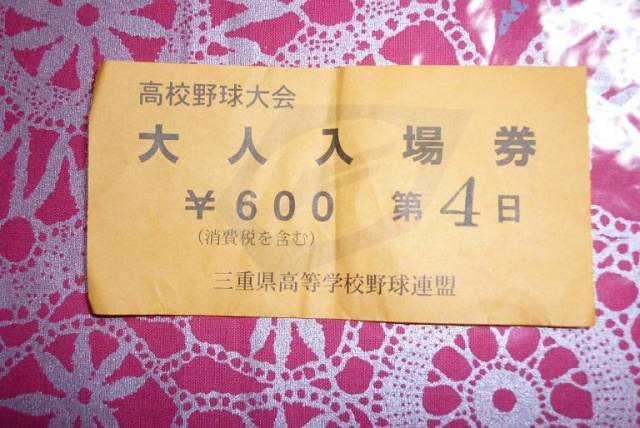 高校野球大会
大人入場券
￥600 第4日
(消費税を含む)
三重県高等学校野球連盟